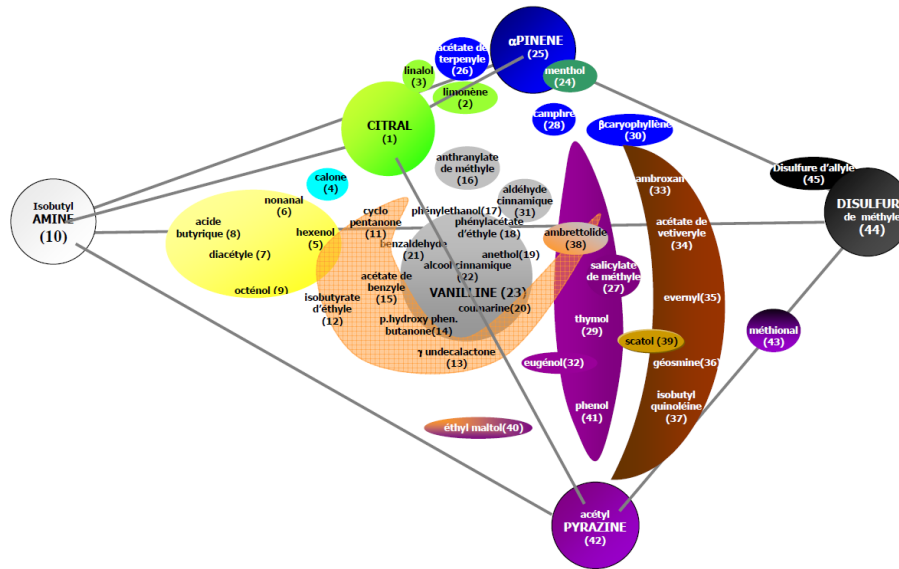 αPINENE
(25)
acétate de
terpenyle
(26)
linalol
(3)
menthol
(24)
limonène
(2)
CITRAL
(1)
camphre
(28)
βcaryophyllène
(30)
anthranylate
de méthyle
(16)
Disulfure d'allyle
(45)
calone
(4)
aldéhyde
cinnamique
(31)
ambroxan
(33)
Isobutyl
AMINE
(10)
nonanal
(6)
acide
butyrique (8)
hexenol
(5)
diacétyle(7)
octénol(9)
cyclo
pentanone
(11)
phényléthanol(17)
phénylacétate
d'éthyle (18)
benzaldehyde
(21)
anethol(19)
alcool cinnamique
(22)
ambrettolide
(38)
acétate de
vetiveryle
(34)
DISULFURE
de méthyle
(44)
acétate de
benzyle
(15)
VANILLINE (23)
coumarine(20)
salicylate
de méthyle
(27)
isobutyrate
d'éthyle
(12)
evernyl(35)
p.hydroxy phen.
butanone(14)
thymol
(29)
méthional
(43)
scatol (39)
γ undecalactone
(13)
eugénol(32)
géosmine(36)
phenol
(41)
isobutyl
quinoléine
(37)
éthyl maltol(40)
acétyl
PYRAZINE
(42)